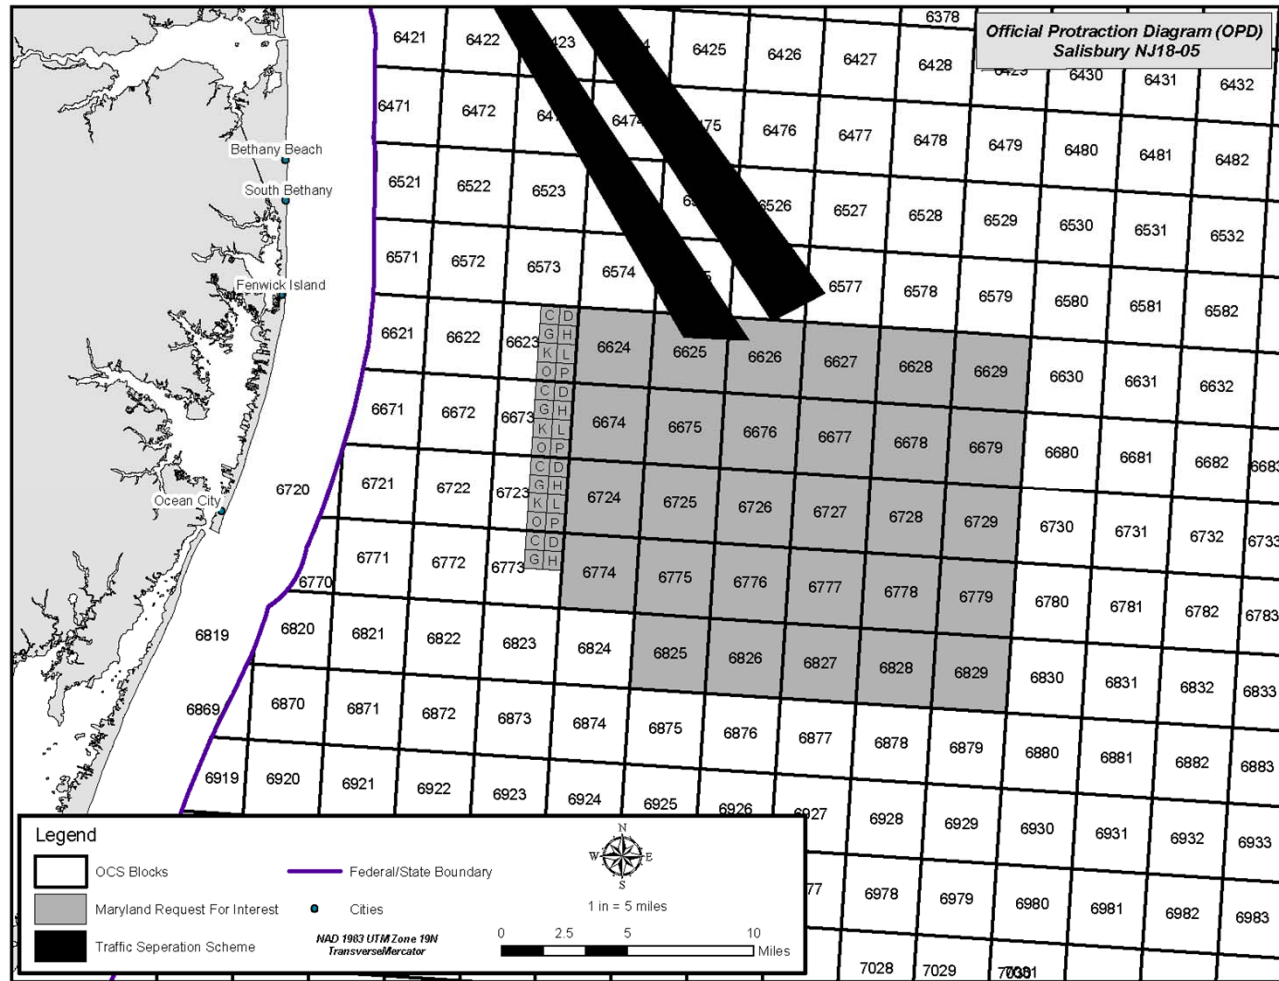 6378
Official Protraction Diagram (OPD)
Salisbury NJ18-05
6421 6422 6425 6426 6427 6428 6430 6431 6432
6471 6472 6476 6477 6478 6479 6480 6481 6482
Bethany Beach
South Bethany
6521 6522 6523 6526 6527 6528 6529 6530 6531 6532
Fenwick Island
6571 6572 6573 6574 6577 6578 6579 6580 6581 6582
C D
G H
K L
O P
6621 6622 6623 6624 6625 6626 6627 6628 6629 6630 6631 6632
C D
G H
K L
O P
6671 6672 6673 6674 6675 6676 6677 6678 6679 6680 6681 6682 6683
C D
G H
K L
O P
Ocean City
6720 6721 6722 6723 6724 6725 6726 6727 6728 6729 6730 6731 6732 6733
C D
G H
6770 6771 6772 6773 6774 6775 6776 6777 6778 6779 6780 6781 6782 6783
6819 6820 6821 6822 6823 6824 6825 6826 6827 6828 6829 6830 6831 6832 6833
6869 6870 6871 6872 6873 6874 6875 6876 6877 6878 6879 6880 6881 6882 6883
6919 6920 6921 6922 6923 6924 6925 6926 6927 6928 6929 6930 6931 6932 6933
6978 6979 6980 6981 6982 6983
7028 7029
Legend
OCS Blocks
Federal/State Boundary
Maryland Request For Interest
Cities
Traffic Seperation Scheme
NAD 1983 UTM Zone 19N
TransverseMercator
N
W E
S
1 in = 5 miles
0 2.5 5 10
Miles